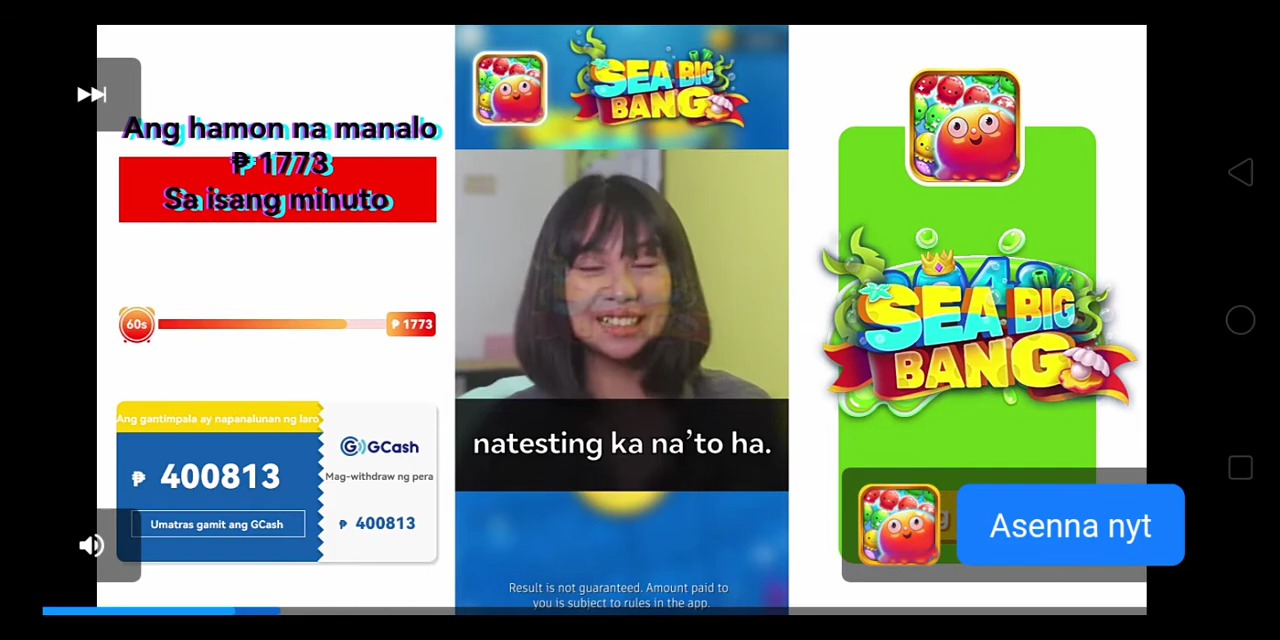 Ang hamon na manalo
₱ 1773
Sa isang minuto
60s
₱ 1773
Ang gantimpala ay napanalunan ng laro
₱ 400813
Umatras gamit ang GCash
GCash
Mag-withdraw ng pera
₱ 400813
SEA BIG
BANG
natesting ka na'to ha.
Result is not guaranteed. Amount paid to
you is subject to rules in the app.
SEA BIG
BANG
Asenna nyt